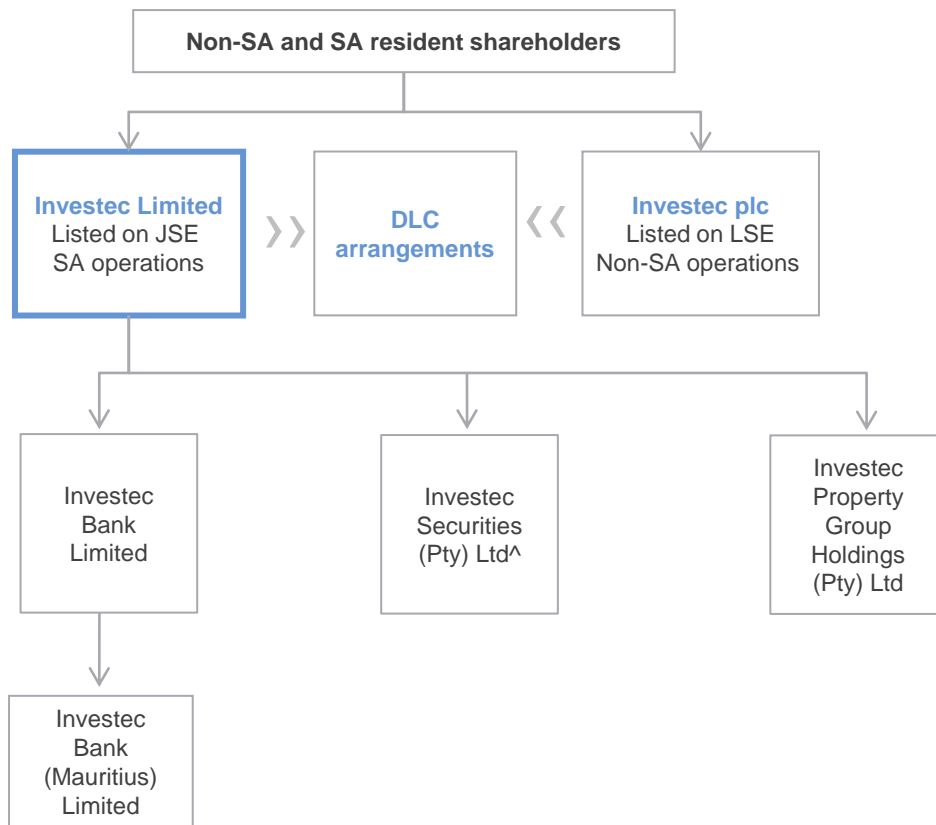 Non-SA and SA resident shareholders
Investec Limited
Listed on JSE
SA operations
DLC
arrangements
Investec plc
Listed on LSE
Non-SA operations
Investec
Bank
Limited
Investec
Securities
(Pty) Ltd^
Investec
Property
Group
Holdings
(Pty) Ltd
Investec
Bank
(Mauritius)
Limited